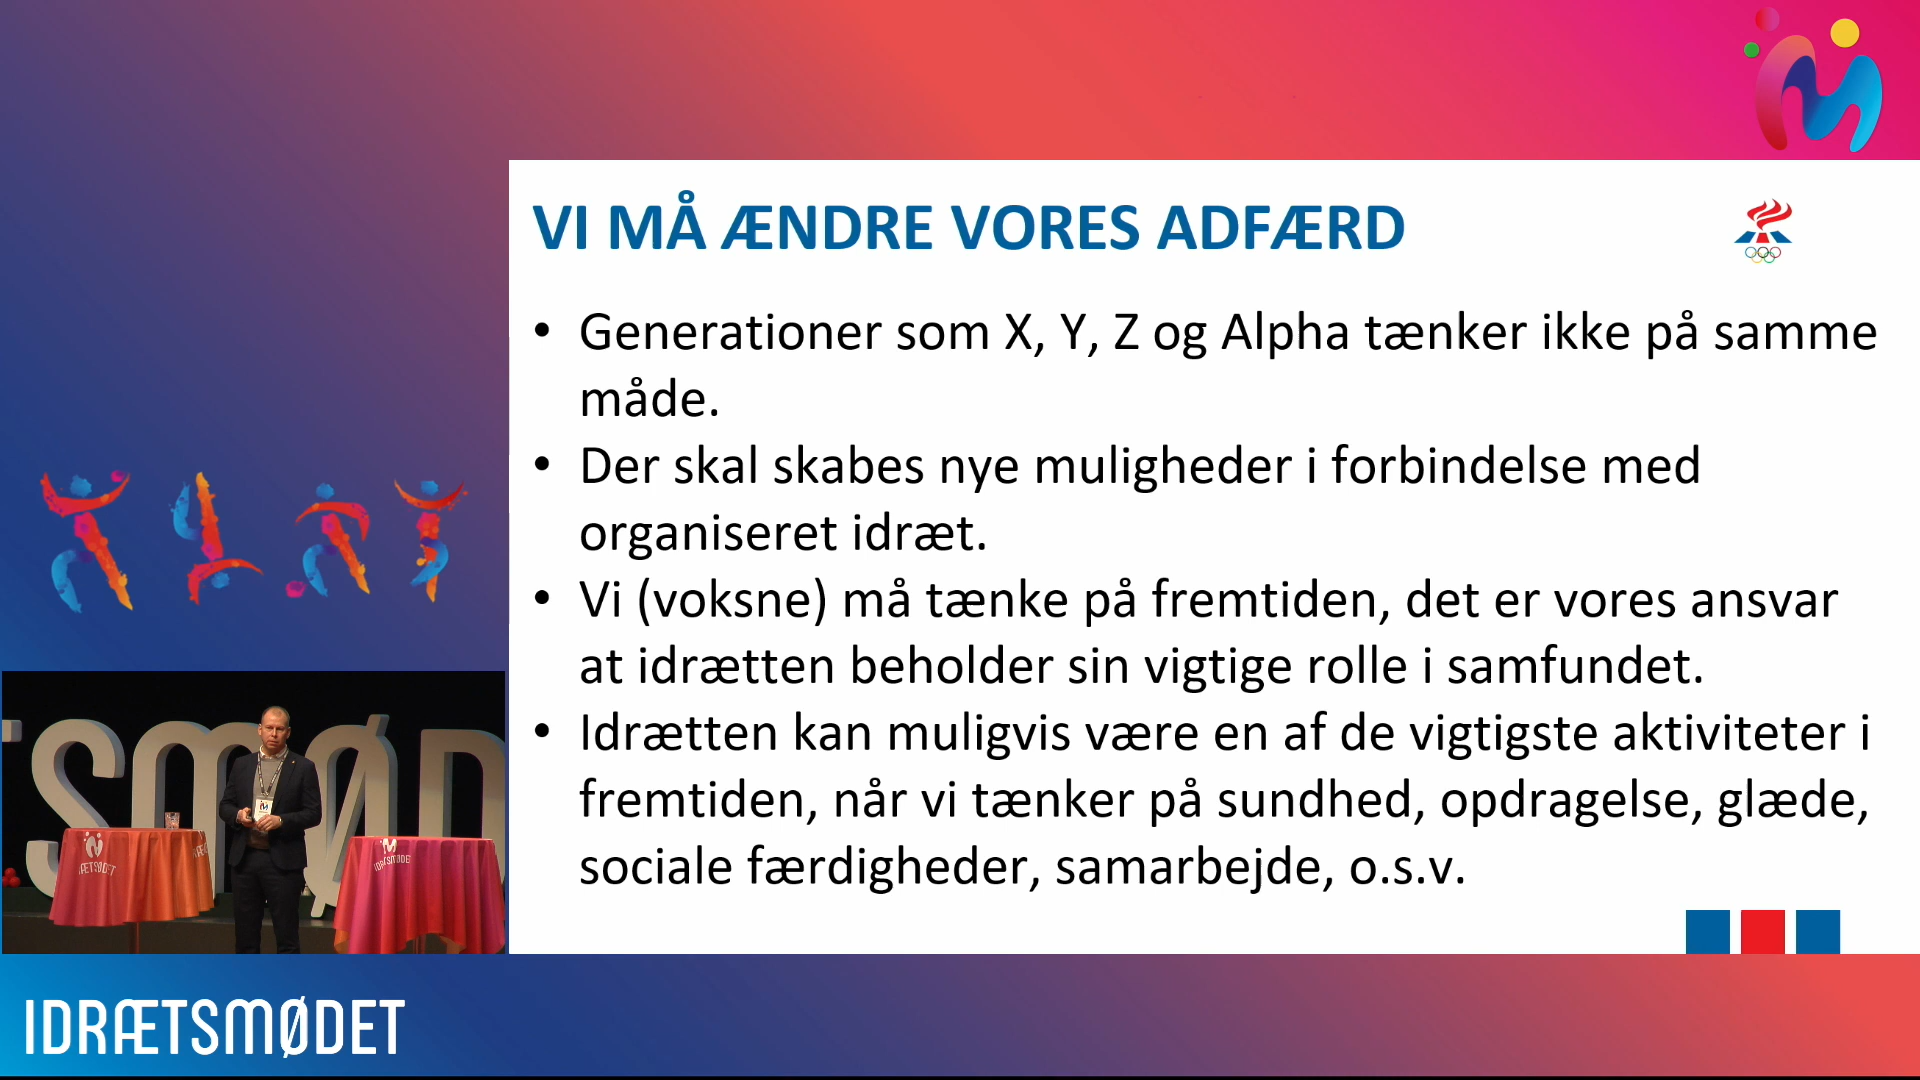 VI MÅ ÆNDRE VORES ADFÆRD
• Generationer som X, Y, Z og Alpha tænker ikke på samme
måde.
• Der skal skabes nye muligheder i forbindelse med
organiseret idræt.
• Vi (voksne) må tænke på fremtiden, det er vores ansvar
at idrætten beholder sin vigtige rolle i samfundet.
• Idrætten kan muligvis være en af de vigtigste aktiviteter i
fremtiden, når vi tænker på sundhed, opdragelse, glæde,
sociale færdigheder, samarbejde, o.s.v.
TSMØD
IDRÆTSMØDET